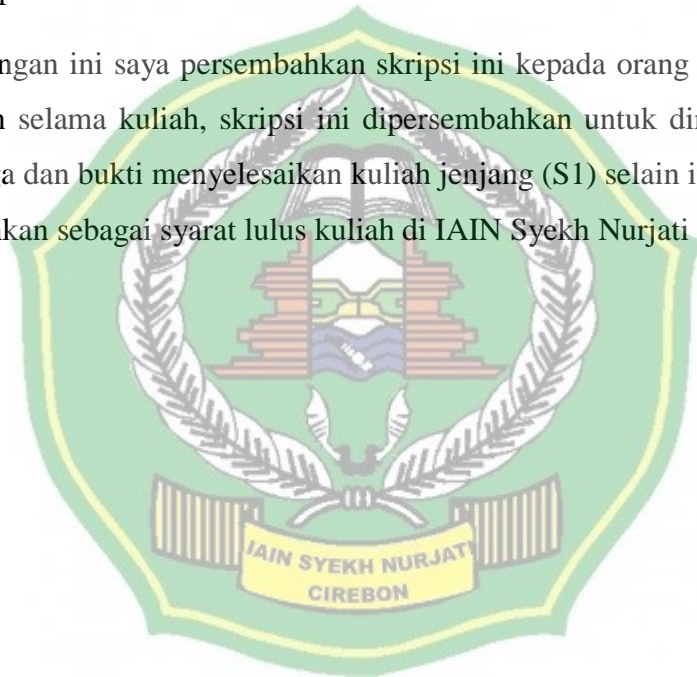 ngan ini saya persembahkan skripsi ini kepada orang
selama kuliah, skripsi ini dipersembahkan untuk
dan bukti menyelesaikan kuliah jenjang (S1) selain
kan sebagai syarat lulus kuliah di IAIN Syekh Nurjati
IAIN SYEKH NURJATI
CIREBON